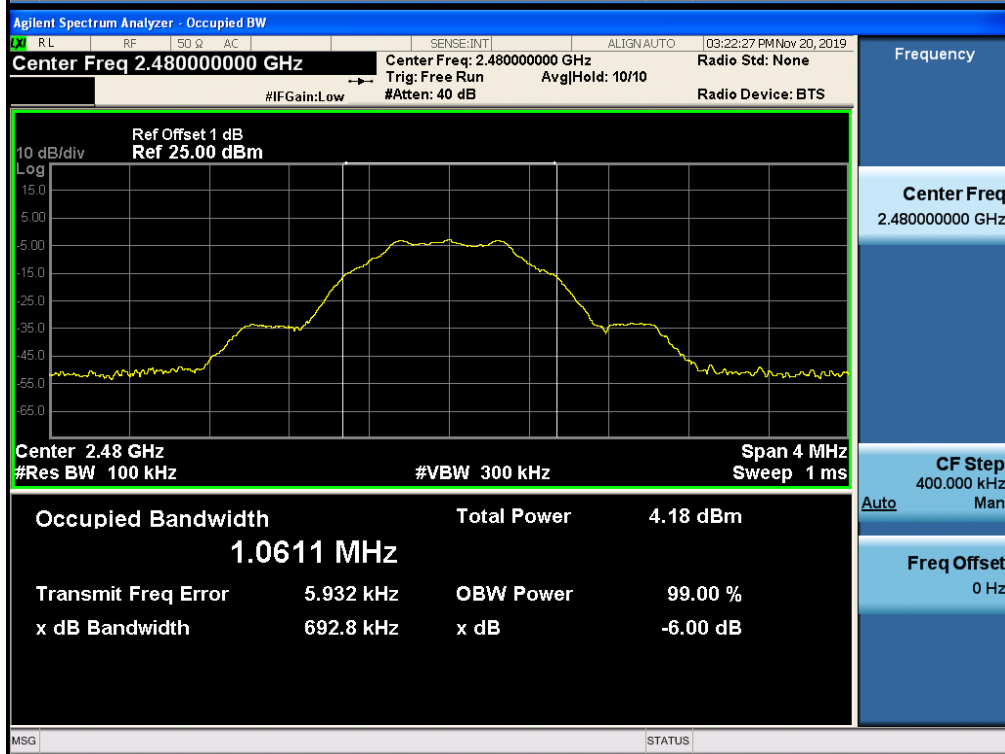 Agilent Spectrum Analyzer - Occupied BW
LXI RL RF 50 Ω AC SENSE:INT ALIGNAUTO 03:22:27 PM Nov 20, 2019
Center Freq 2.480000000 GHz Center Freq: 2.480000000 GHz Radio Std: None Frequency
Trig: Free Run Avg|Hold: 10/10
#IFGain:Low #Atten: 40 dB Radio Device: BTS
Ref Offset 1 dB
10 dB/div Ref 25.00 dBm
Log
15.0
5.00
-5.00
-15.0
-25.0
-35.0
-45.0
-55.0
-65.0
Center 2.48 GHz Span 4 MHz
#Res BW 100 kHz #VBW 300 kHz Sweep 1 ms
Occupied Bandwidth Total Power 4.18 dBm
1.0611 MHz
Transmit Freq Error 5.932 kHz OBW Power 99.00 %
x dB Bandwidth 692.8 kHz x dB -6.00 dB
Center Freq
2.480000000 GHz
CF Step
400.000 kHz
Auto Man
Freq Offset
0 Hz
MSG STATUS